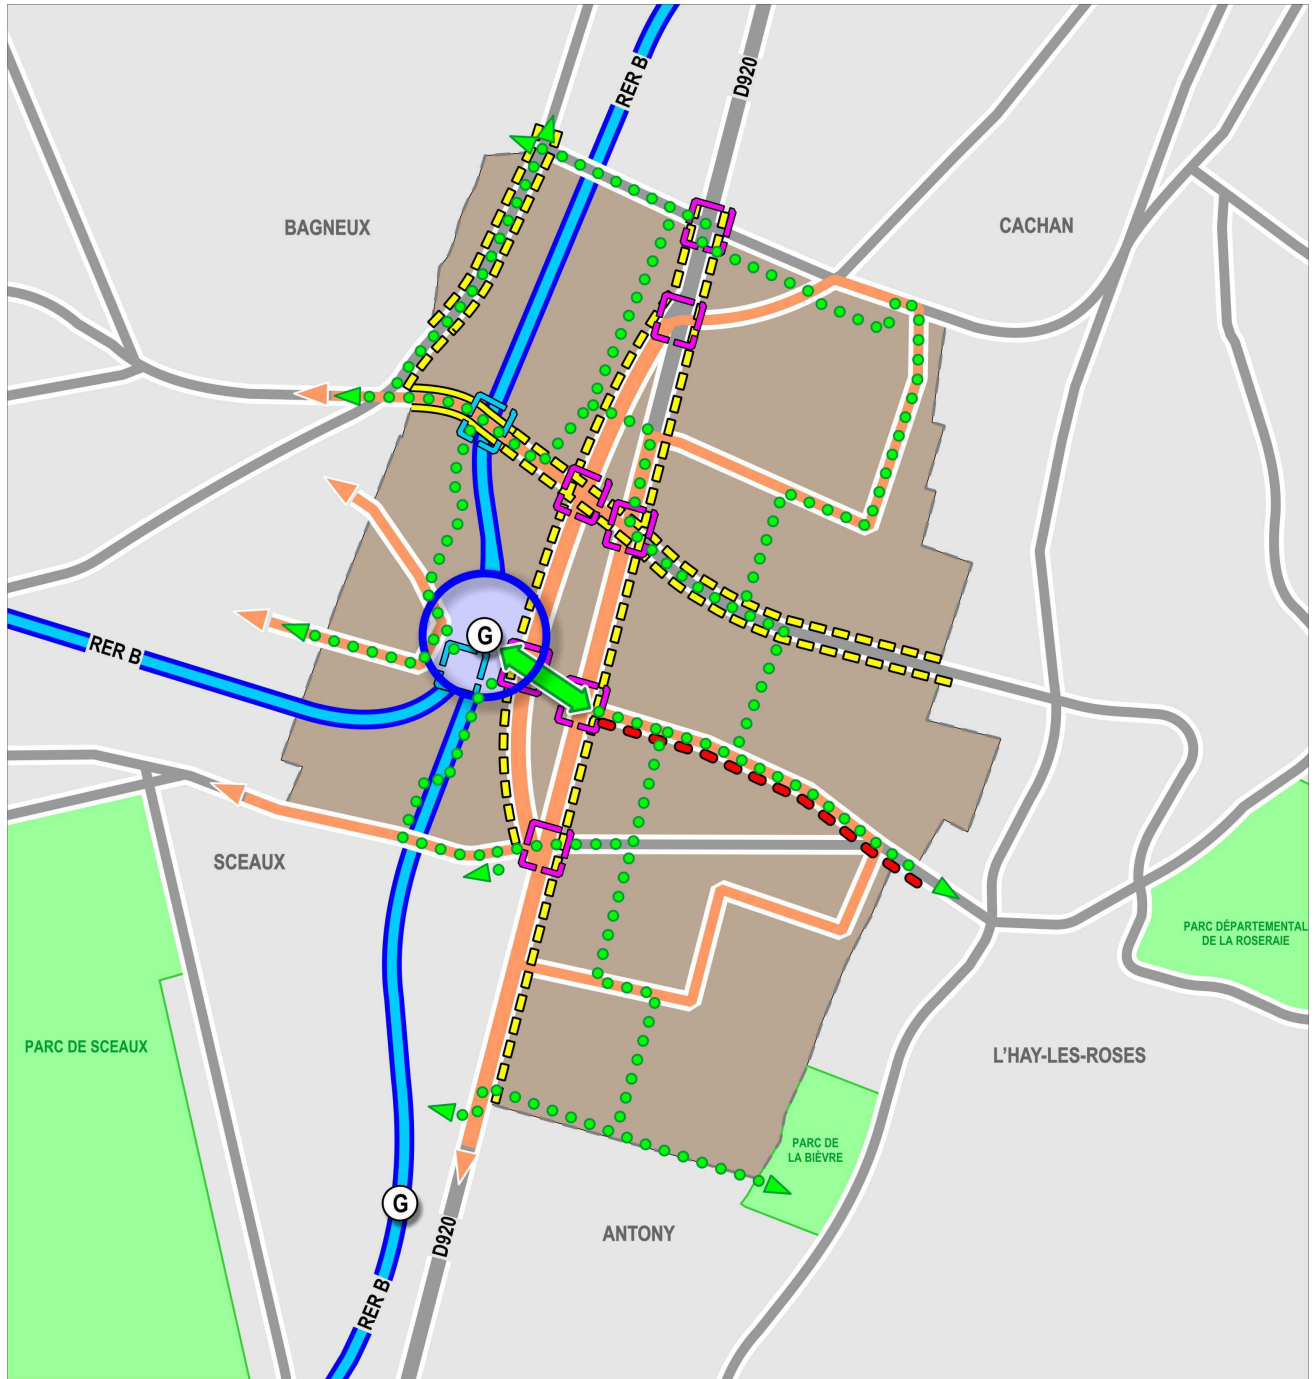 RER B
D920
BAGNEUX
CACHAN
G
RER B
SCEAUX
PARC DÉPARTEMENTAL
DE LA ROSERAIE
PARC DE SCEAUX
L'HAY-LES-ROSES
PARC DE
LA BIÈVRE
G
ANTONY
D920
RER B